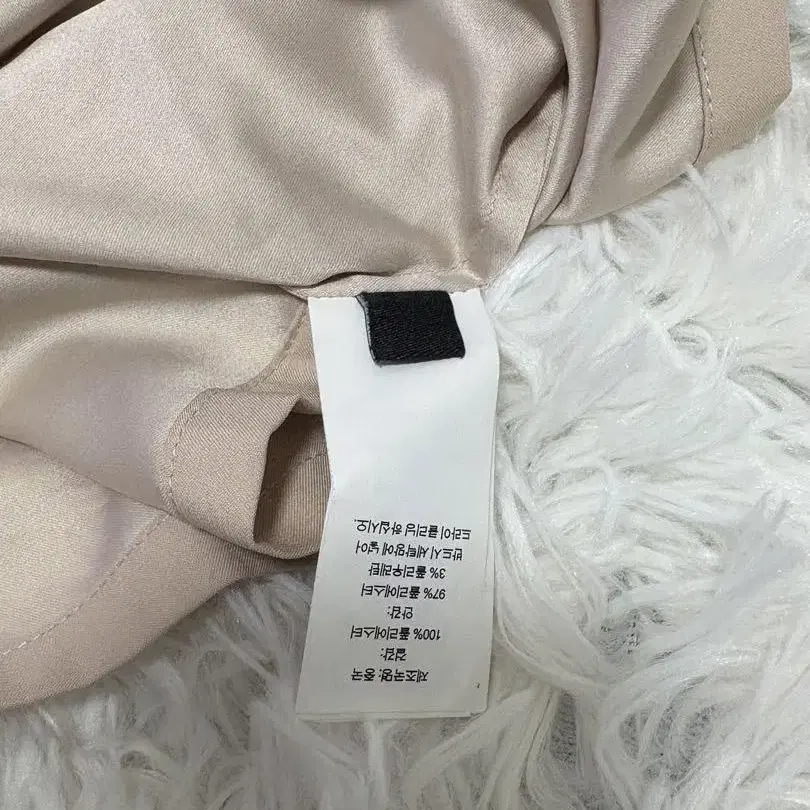 제조국명: 중국
겉감:
100% 폴리에스터
안감:
97% 폴리에스터
3% 폴리우레탄
반드시 세탁망에 넣어
드라이 클리닝 하십시오.